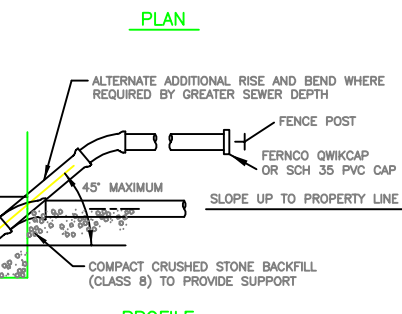 PLAN
ALTERNATE ADDITIONAL RISE AND BEND WHERE
REQUIRED BY GREATER SEWER DEPTH
FENCE POST
FERNCO QWIKCAP
OR SCH 35 PVC CAP
45° MAXIMUM
SLOPE UP TO PROPERTY LINE
COMPACT CRUSHED STONE BACKFILL
(CLASS 8) TO PROVIDE SUPPORT
PROFILE